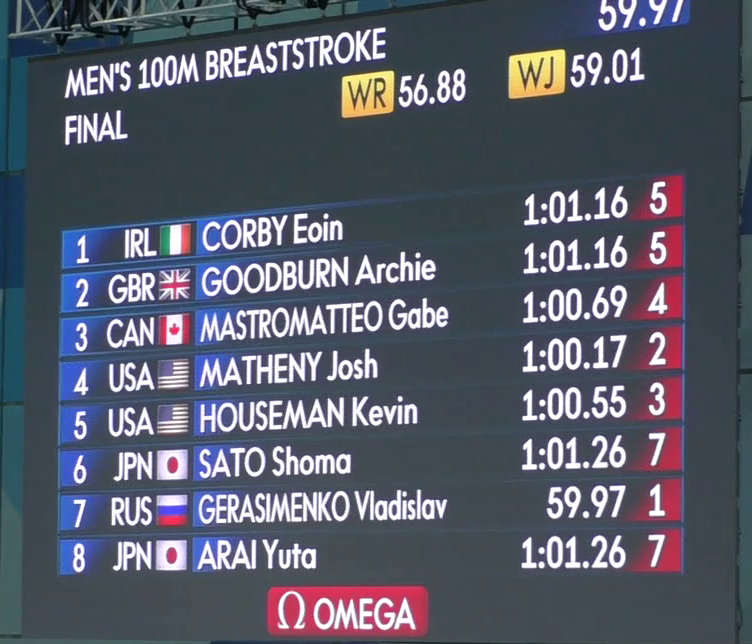 59.97
MEN'S 100M BREASTSTROKE
WR 56.88 WJ 59.01
FINAL
1 IRL CORBY Eoin 1:01.16 5
2 GBR GOODBURN Archie 1:01.16 5
3 CAN MASTROMATTEO Gabe 1:00.69 4
4 USA MATHENY Josh 1:00.17 2
5 USA HOUSEMAN Kevin 1:00.55 3
6 JPN SATO Shoma 1:01.26 7
7 RUS GERASIMENKO Vladislav 59.97 1
8 JPN ARAI Yuta 1:01.26 7
Ω OMEGA